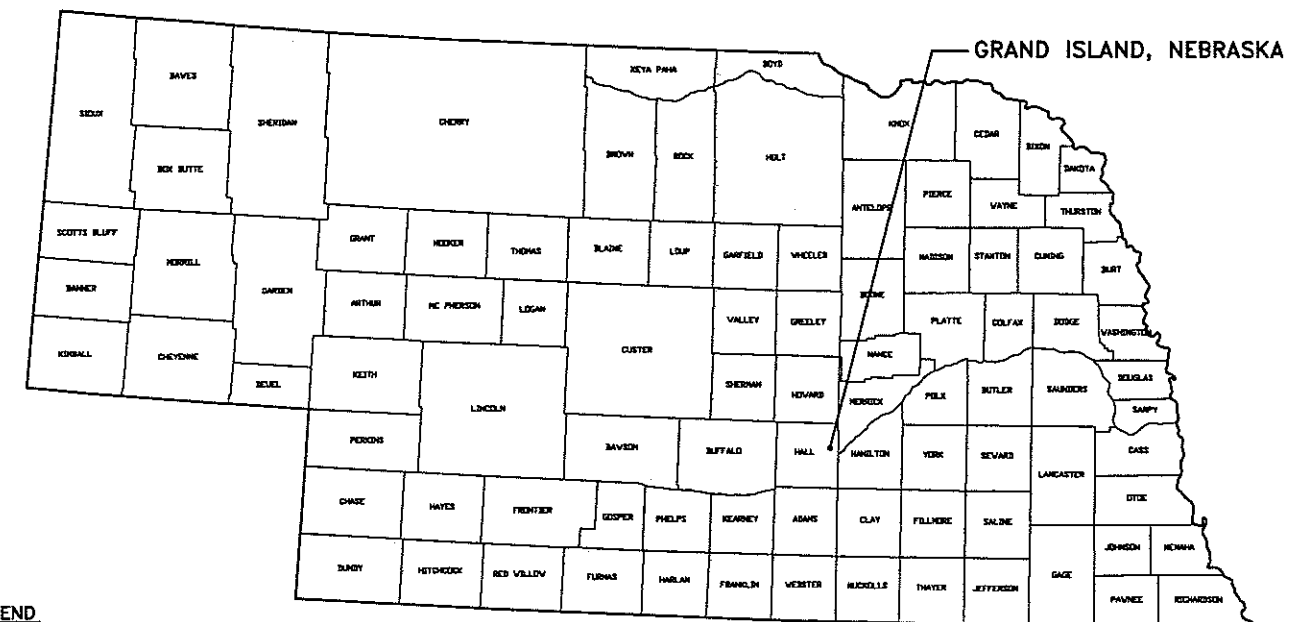 GRAND ISLAND, NEBRASKA
KEYA PAHA
BOYD
SIOUX
DAWES
SHERIDAN
CHERRY
KNOX
CEDAR
DIXON
DAKOTA
BOX BUTTE
BROWN
ROCK
HOLT
ANTELOPE
PIERCE
WAYNE
THURSTON
SCOTTS BLUFF
MORRILL
GARDEN
GRANT
HOOKER
THOMAS
BLAINE
LOUP
GARFIELD
WHEELER
MADISON
STANTON
CUMING
BURT
BANNER
ARTHUR
MC PHERSON
LOGAN
CUSTER
VALLEY
GREELEY
BOONE
PLATTE
COLFAX
DODGE
WASHINGTON
KIMBALL
CHEYENNE
DEUEL
KEITH
LINCOLN
SHERMAN
HOWARD
NANCE
MERRICK
POLK
BUTLER
SAUNDERS
DOUGLAS
SARPY
PERKINS
DAWSON
BUFFALO
HALL
HAMILTON
YORK
SEWARD
LANCASTER
CASS
OTOE
CHASE
HAYES
FRONTIER
GOSPER
PHELPS
KEARNEY
ADAMS
CLAY
FILLMORE
SALINE
JOHNSON
NEMAHA
DUNDY
HITCHCOCK
RED WILLOW
FURNAS
HARLAN
FRANKLIN
WEBSTER
NUCKOLLS
THAYER
JEFFERSON
GAGE
PAWNEE
RICHARDSON
END